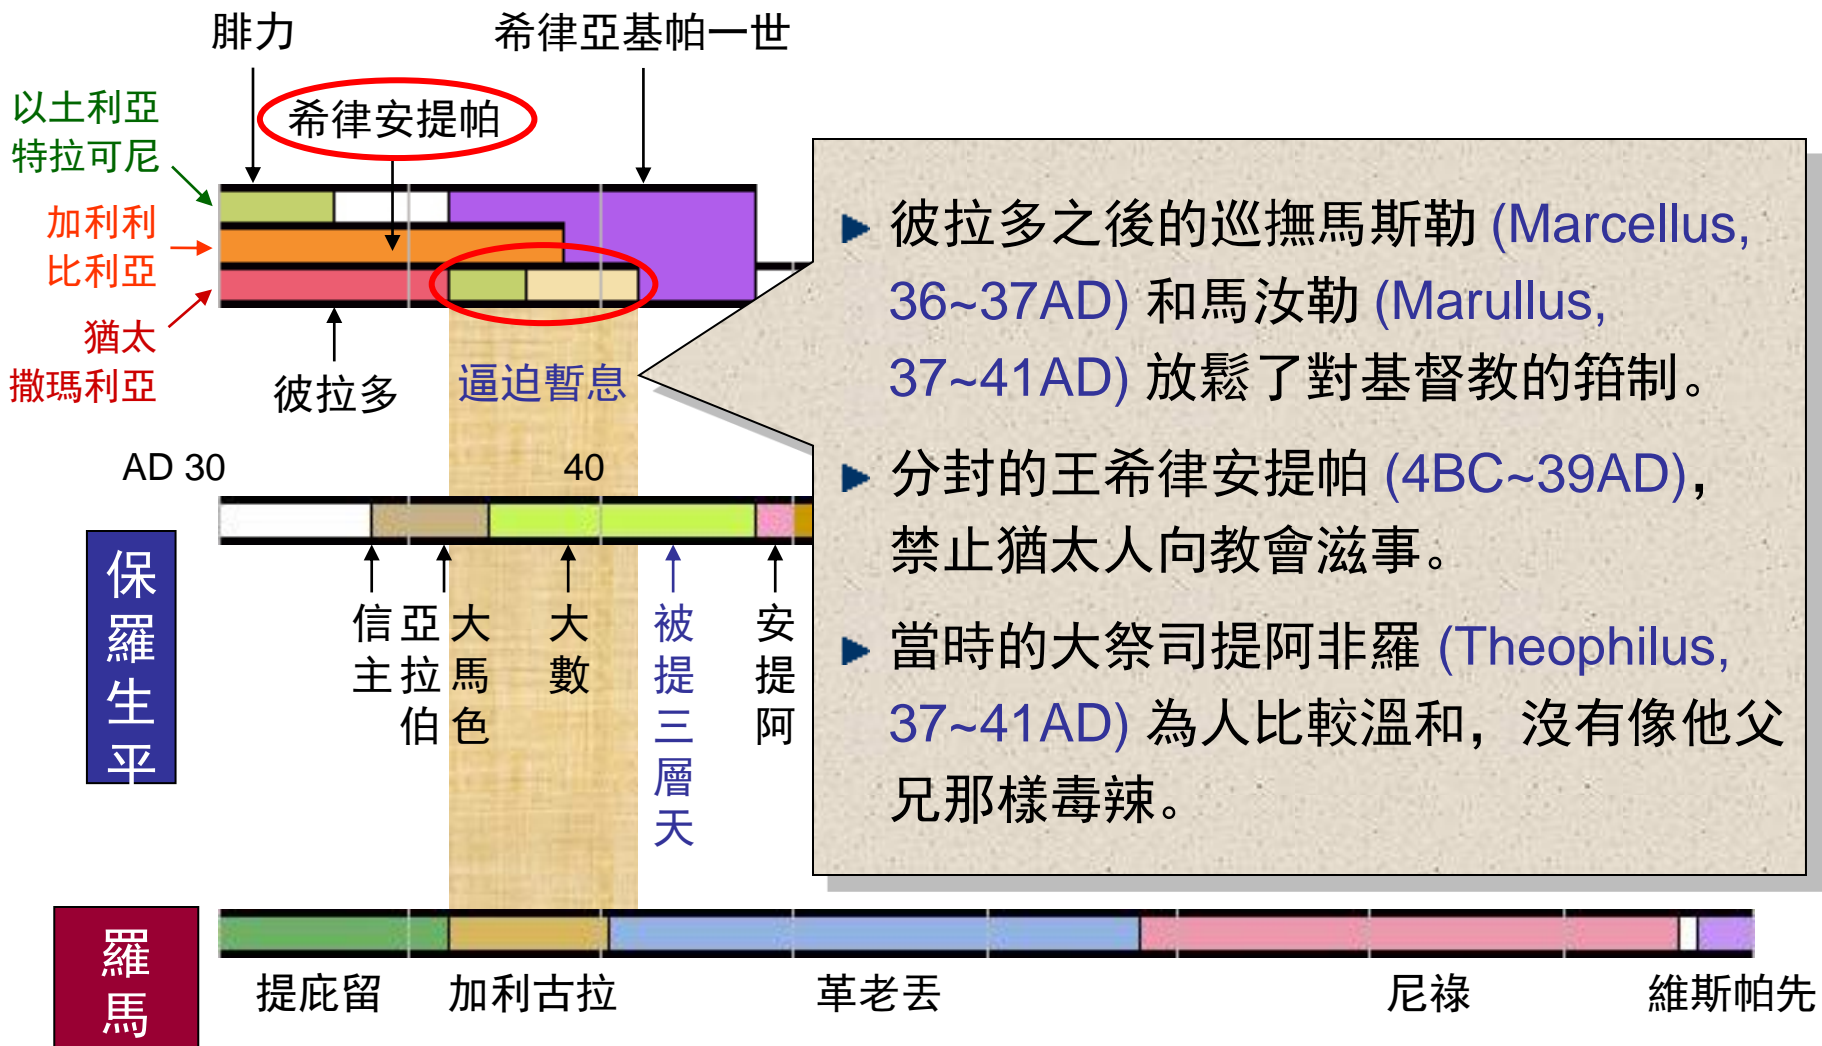 腓力
希律亞基帕一世
以土利亞
特拉可尼
希律安提帕
加利利
比利亞
猶太
撒瑪利亞
彼拉多
逼迫暫息
彼拉多之後的巡撫馬斯勒 (Marcellus,
36~37AD) 和馬汝勒 (Marullus,
37~41AD) 放鬆了對基督教的箝制。
分封的王希律安提帕 (4BC~39AD),
禁止猶太人向教會滋事。
當時的大祭司提阿非羅 (Theophilus,
37~41AD) 為人比較溫和, 沒有像他父
兄那樣毒辣。
AD 30
40
保羅生平
信主
亞拉伯
大馬色
大數
被提三層天
安提阿
羅馬
提庇留
加利古拉
革老丟
尼祿
維斯帕先